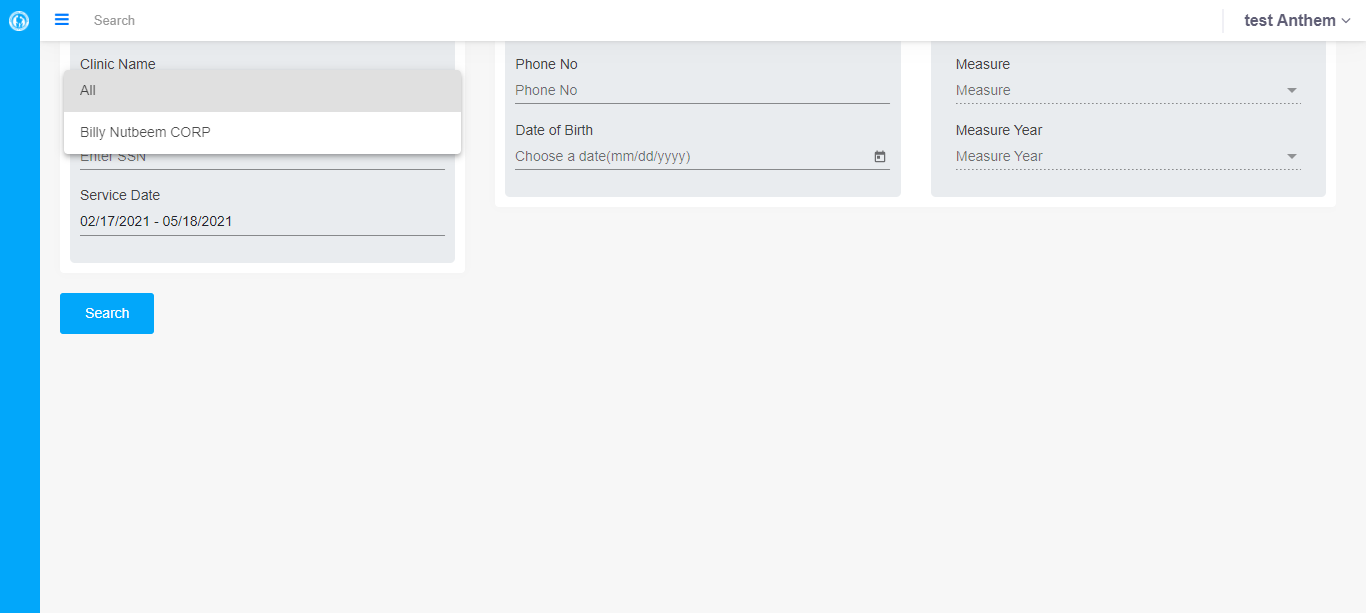 Search
test Anthem
Clinic Name
All
Billy Nutbeem CORP
Enter SSN
Service Date
02/17/2021 - 05/18/2021
Phone No
Phone No
Date of Birth
Choose a date(mm/dd/yyyy)
Measure
Measure
Measure Year
Measure Year
Search